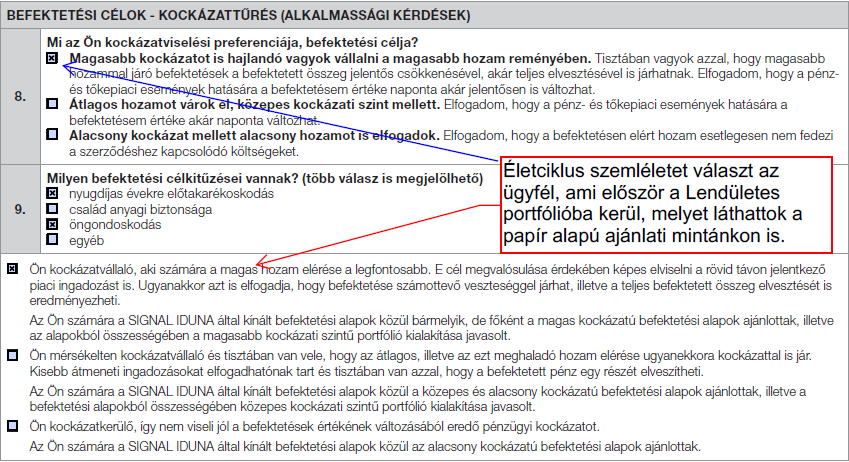 BEFEKTETÉSI CÉLOK - KOCKÁZATTŰRÉS (ALKALMASSÁGI KÉRDÉSEK)
8.
Mi az Ön kockázatviselési preferenciája, befektetési célja?
Magasabb kockázatot is hajlandó vagyok vállalni a magasabb hozam reményében. Tisztában vagyok azzal, hogy magasabb
hozammal járó befektetések a befektetett összeg jelentős csökkenésével, akár teljes elvesztésével is járhatnak. Elfogadom, hogy a pénz-
és tőkepiaci események hatására a befektetésem értéke naponta akár jelentősen is változhat.
Átlagos hozamot várok el, közepes kockázati szint mellett. Elfogadom, hogy a pénz- és tőkepiaci események hatására a
befektetésem értéke akár naponta változhat.
Alacsony kockázat mellett alacsony hozamot is elfogadok. Elfogadom, hogy a befektetésen elért hozam esetlegesen nem fedezi
a szerződéshez kapcsolódó költségeket.
9.
Milyen befektetési célkitűzései vannak? (több válasz is megjelölhető)
nyugdíjas évekre előtakarékoskodás
család anyagi biztonsága
öngondoskodás
egyéb
Életciklus szemléletet választ az
ügyfél, ami először a Lendületes
portfólióba kerül, melyet láthattok a
papír alapú ajánlati mintánkon is.
Ön kockázatvállaló, aki számára a magas hozam elérése a legfontosabb. E cél megvalósulása érdekében képes elviselni a rövid távon jelentkező
piaci ingadozást is. Ugyanakkor azt is elfogadja, hogy befektetése számottevő veszteséggel járhat, illetve a teljes befektetett összeg elvesztését is
eredményezheti.
Az Ön számára a SIGNAL IDUNA által kínált befektetési alapok közül bármelyik, de főként a magas kockázatú befektetési alapok ajánlottak, illetve
az alapokból összességében a magasabb kockázati szintű portfólió kialakítása javasolt.
Ön mérsékelten kockázatvállaló és tisztában van vele, hogy az átlagos, illetve az ezt meghaladó hozam elérése ugyanekkora kockázattal is jár.
Kisebb átmeneti ingadozásokat elfogadhatónak tart és tisztában van azzal, hogy a befektetett pénz egy részét elveszítheti.
Az Ön számára a SIGNAL IDUNA által kínált befektetési alapok közül a közepes és alacsony kockázatú befektetési alapok ajánlottak, illetve a
befektetési alapokból összességében közepes kockázati szintű portfólió kialakítása javasolt.
Ön kockázatkerülő, így nem viseli jól a befektetések értékének változásából eredő pénzügyi kockázatot.
Az Ön számára a SIGNAL IDUNA által kínált befektetési alapok közül az alacsony kockázatú befektetési alapok ajánlottak.